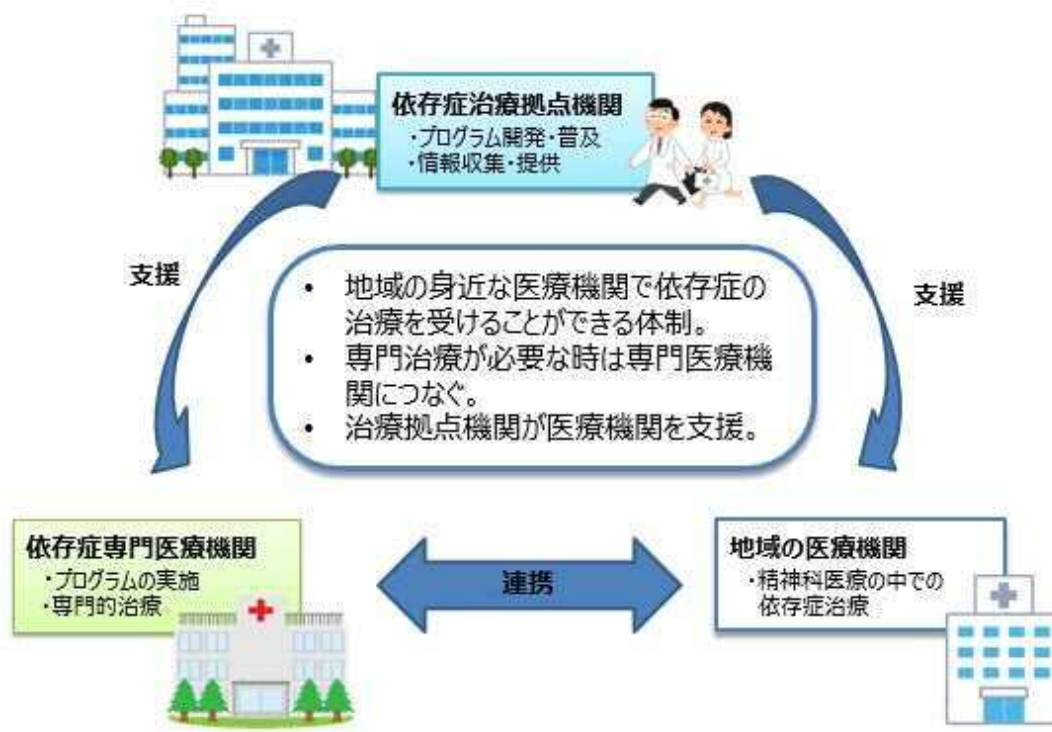 依存症治療拠点機関
・プログラム開発・普及
・情報収集・提供
支援
支援
• 地域の身近な医療機関で依存症の
治療を受けることができる体制。
• 専門治療が必要な時は専門医療機
関につなぐ。
• 治療拠点機関が医療機関を支援。
依存症専門医療機関
・プログラムの実施
・専門的治療
連携
地域の医療機関
・精神科医療の中での
依存症治療